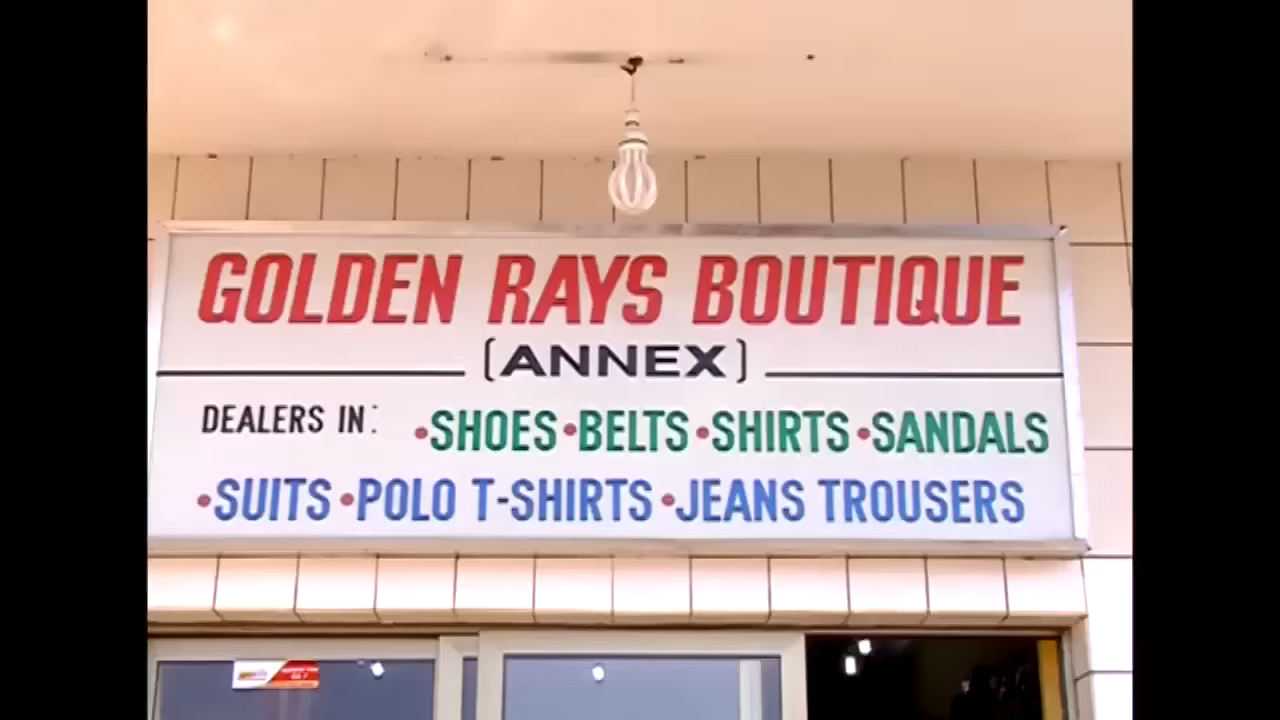 GOLDEN RAYS BOUTIQUE
[ANNEX]
DEALERS IN: •SHOES •BELTS •SHIRTS •SANDALS
•SUITS •POLO T-SHIRTS •JEANS TROUSERS